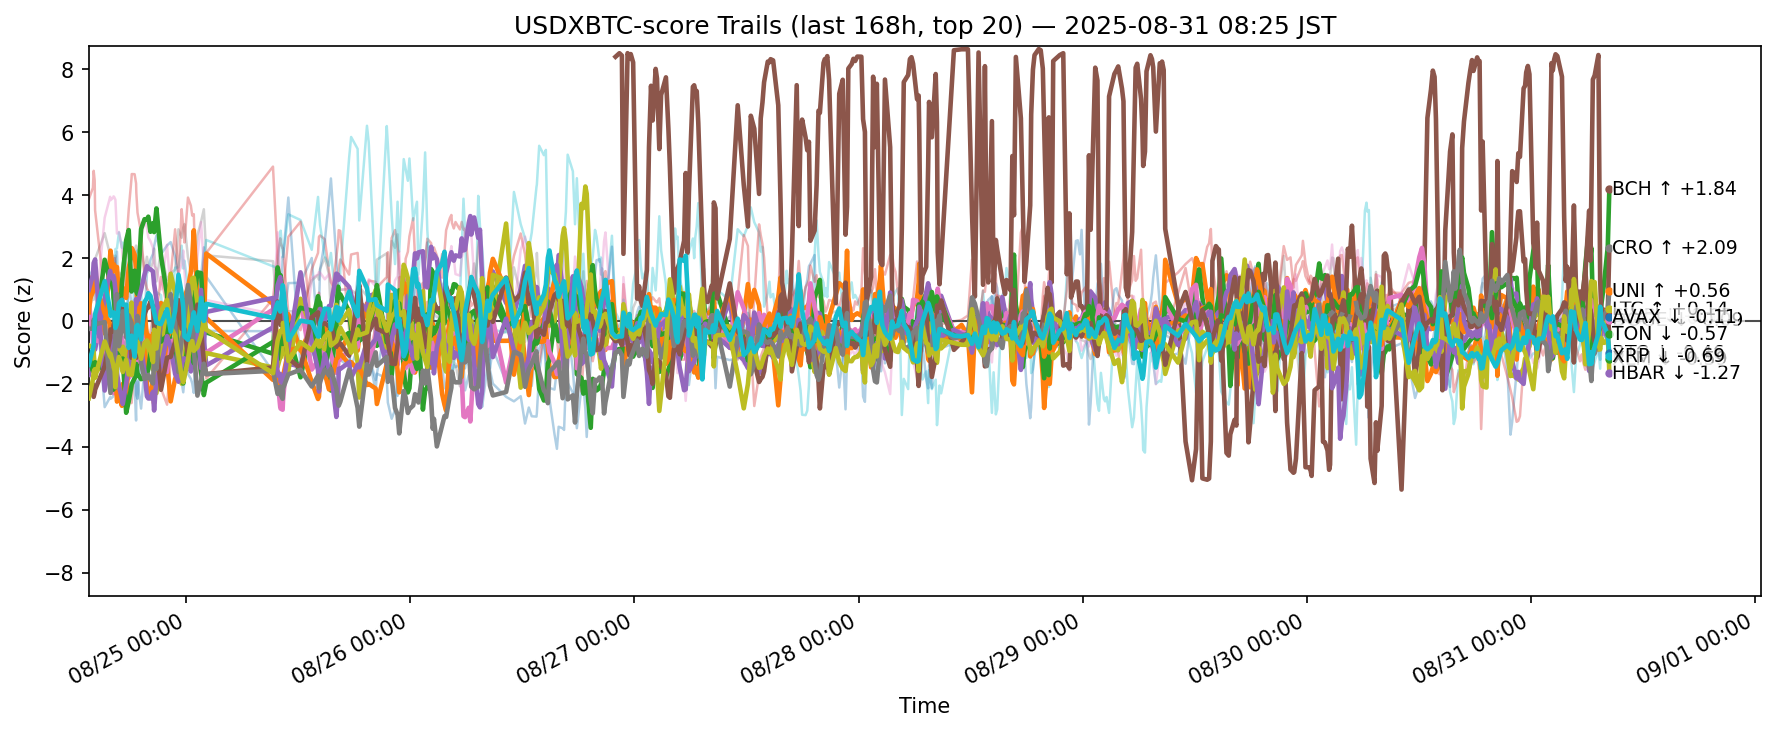 USDXBTC-score Trails (last 168h, top 20) — 2025-08-31 08:25 JST
Score (z)
8
6
4
2
0
−2
−4
−6
−8
BCH ↑ +1.84
CRO ↑ +2.09
UNI ↑ +0.56
AVAX ↓ -0.11
TON ↓ -0.57
XRP ↓ -0.69
HBAR ↓ -1.27
08/25 00:00
08/26 00:00
08/27 00:00
08/28 00:00
08/29 00:00
08/30 00:00
08/31 00:00
09/01 00:00
Time